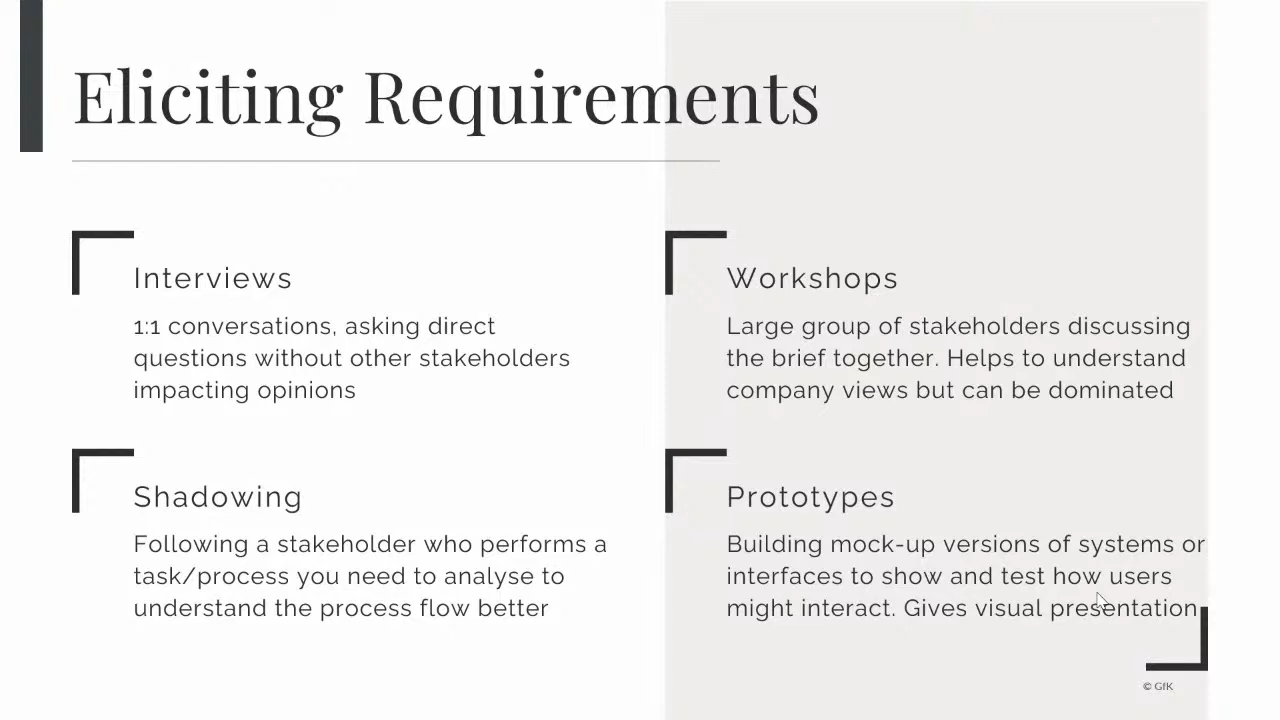 Eliciting Requirements
Interviews
1:1 conversations, asking direct
questions without other stakeholders
impacting opinions
Workshops
Large group of stakeholders discussing
the brief together. Helps to understand
company views but can be dominated
Shadowing
Following a stakeholder who performs a
task/process you need to analyse to
understand the process flow better
Prototypes
Building mock-up versions of systems or
interfaces to show and test how users
might interact. Gives visual presentation
© GfK